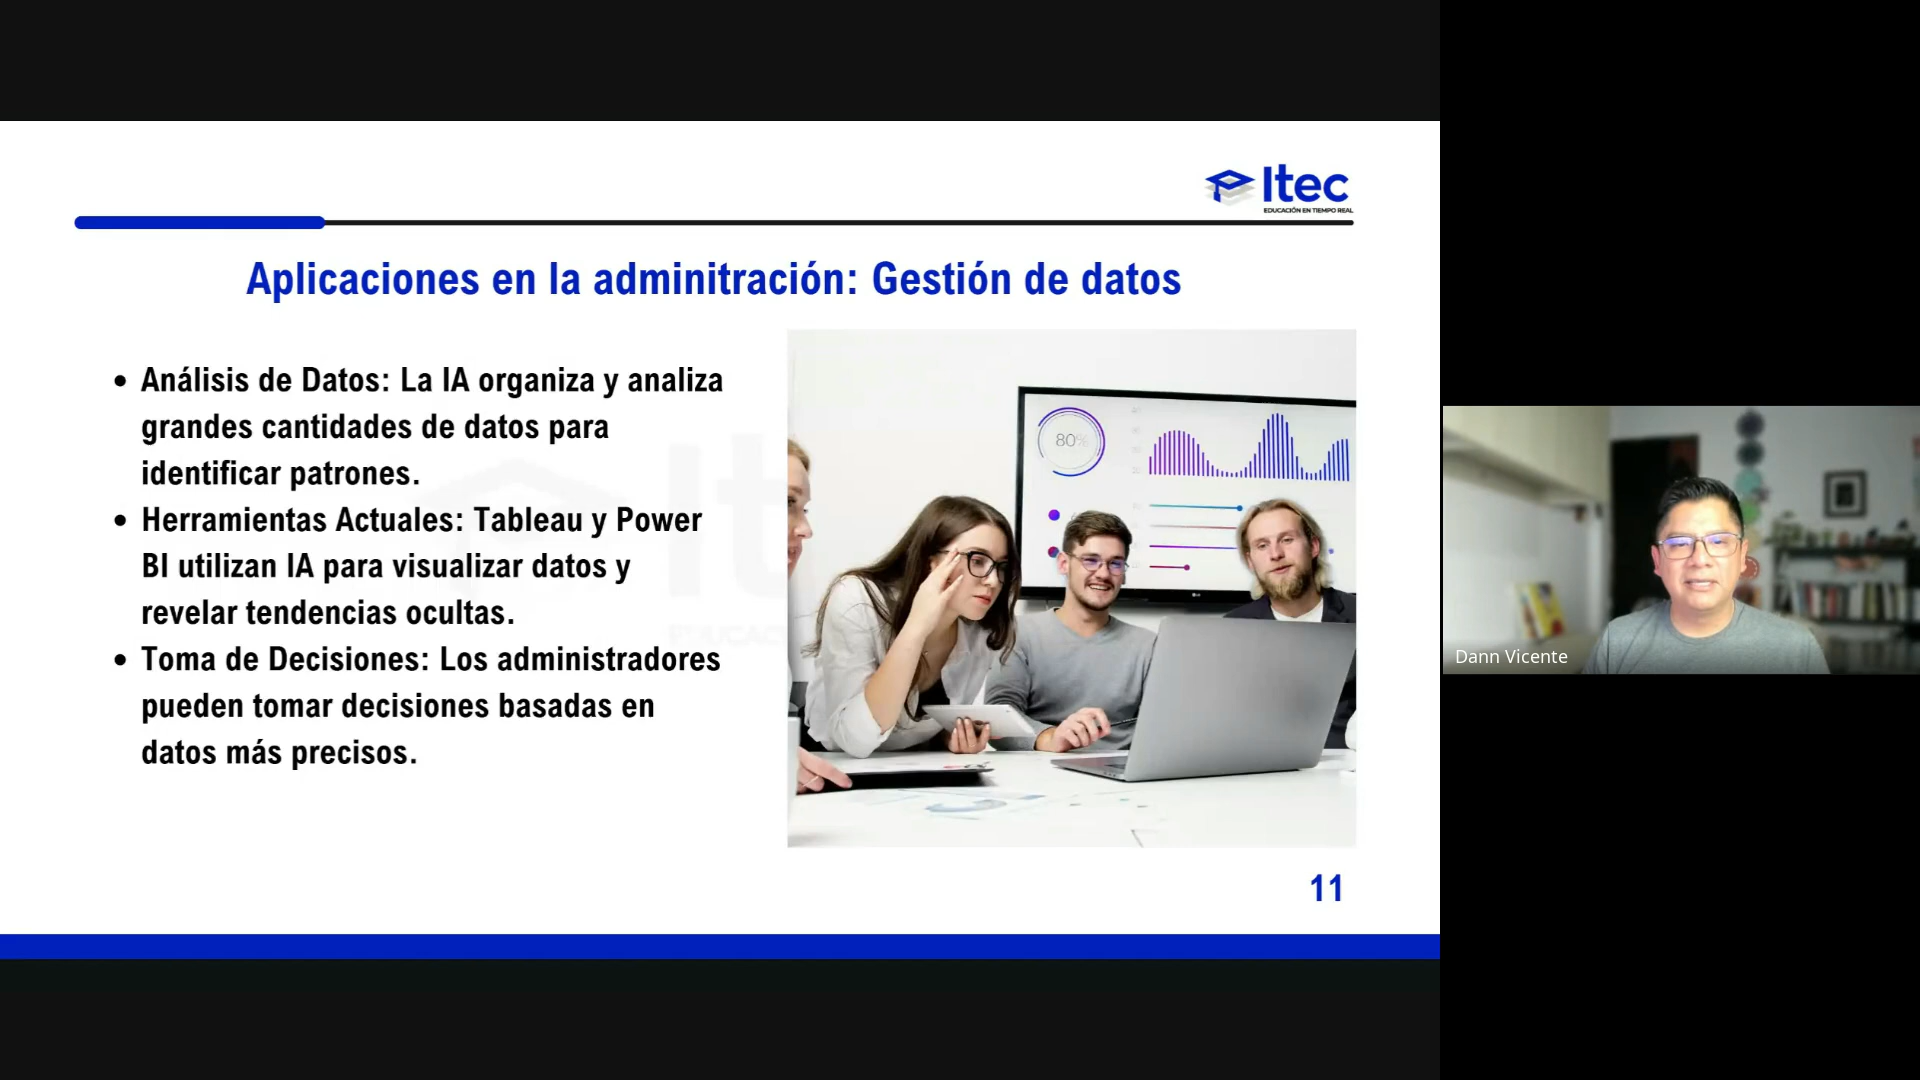 Itec
EDUCACIÓN EN TIEMPO REAL
Aplicaciones en la adminitración: Gestión de datos
• Análisis de Datos: La IA organiza y analiza
grandes cantidades de datos para
identificar patrones.
• Herramientas Actuales: Tableau y Power
BI utilizan IA para visualizar datos y
revelar tendencias ocultas.
• Toma de Decisiones: Los administradores
pueden tomar decisiones basadas en
datos más precisos.
80%
11
Dann Vicente